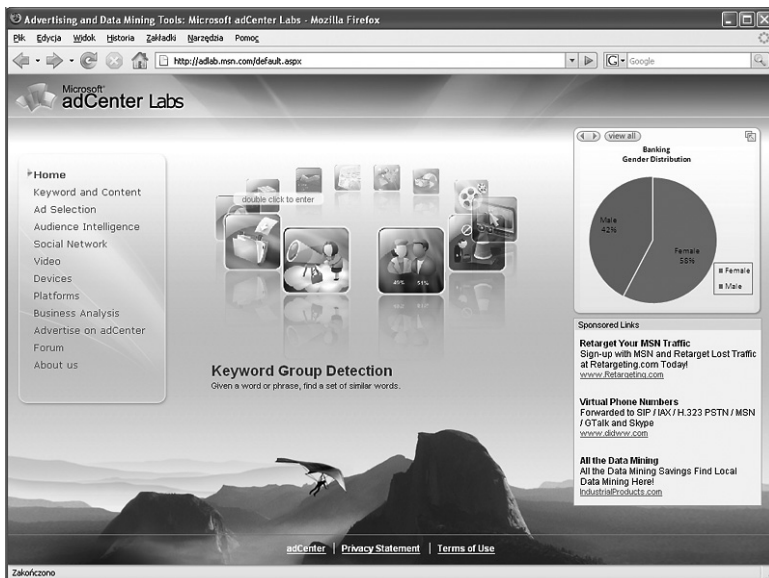 Advertising and Data Mining Tools: Microsoft adCenter Labs - Mozilla Firefox
Plik Edycja Widok Historia Zakładki Narzędzia Pomoc
http://adlab.msn.com/default.aspx
G Google
Microsoft®
adCenter Labs
Home
Keyword and Content
Ad Selection
Audience Intelligence
Social Network
Video
Devices
Platforms
Business Analysis
Advertise on adCenter
Forum
About us
double click to enter
49% 51%
Keyword Group Detection
Given a word or phrase, find a set of similar words.
view all
Banking
Gender Distribution
Male
42%
Female
58%
Female
Male
Sponsored Links
Retarget Your MSN Traffic
Sign-up with MSN and Retarget Lost Traffic
at Retargeting.com Today!
www.Retargeting.com
Virtual Phone Numbers
Forwarded to SIP / IAX / H.323 PSTN / MSN
/ GTalk and Skype
www.didww.com
All the Data Mining
All the Data Mining Savings Find Local
Data Mining Here!
IndustrialProducts.com
adCenter | Privacy Statement | Terms of Use
Zakończono